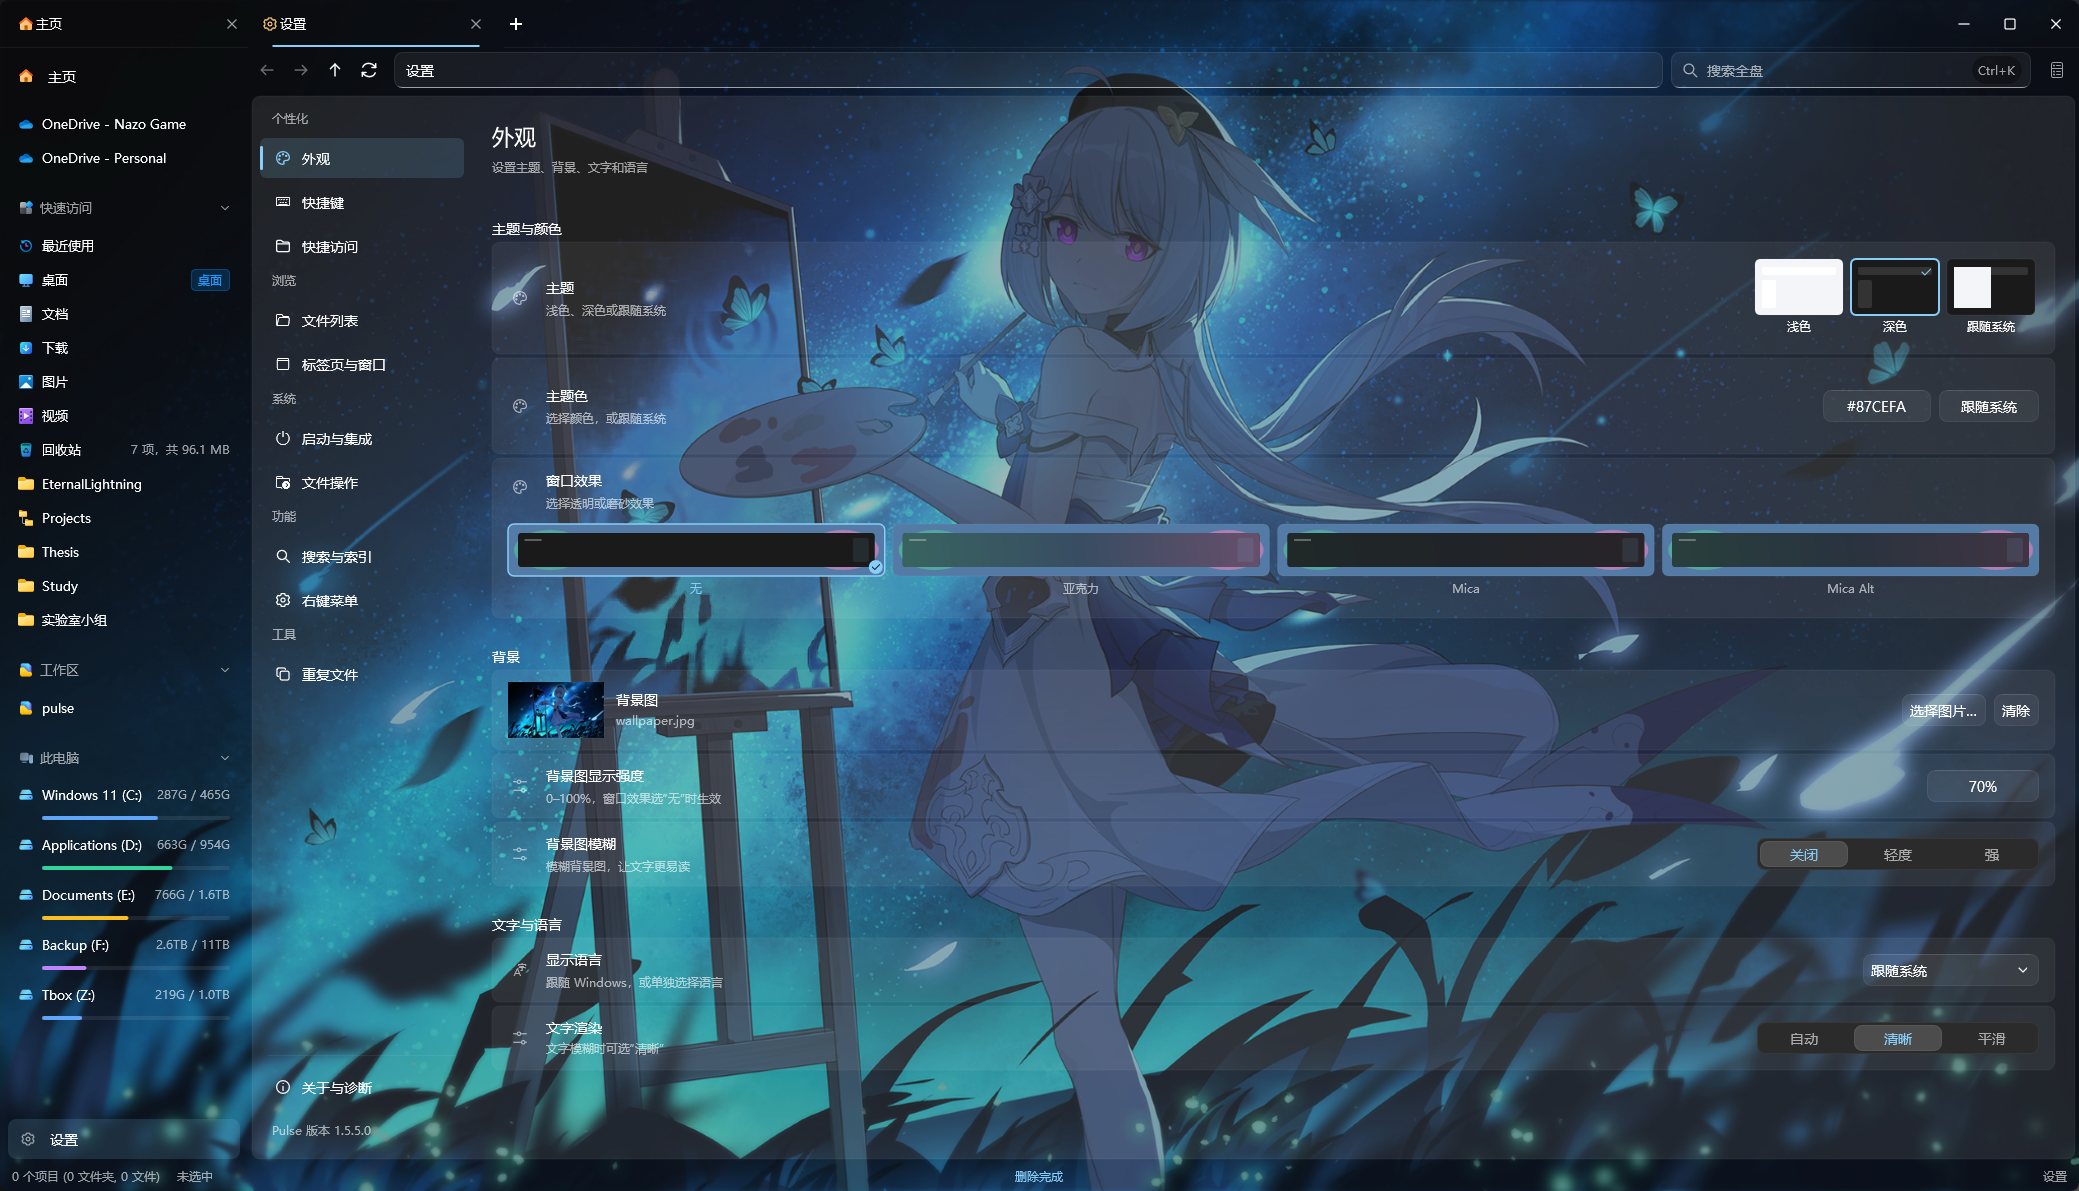 主页
设置
设置
搜索全盘
Ctrl+K
主页
OneDrive - Nazo Game
OneDrive - Personal
快速访问
最近使用
桌面
桌面
文档
下载
图片
视频
回收站
7 项，共 96.1 MB
EternalLightning
Projects
Thesis
Study
实验室小组
工作区
pulse
此电脑
Windows 11 (C:)
287G / 465G
Applications (D:)
663G / 954G
Documents (E:)
766G / 1.6TB
Backup (F:)
2.6TB / 11TB
Tbox (Z:)
219G / 1.0TB
设置
个性化
外观
快捷键
快捷访问
浏览
文件列表
标签页与窗口
系统
启动与集成
文件操作
功能
搜索与索引
右键菜单
工具
重复文件
关于与诊断
Pulse 版本 1.5.5.0
外观
设置主题、背景、文字和语言
主题与颜色
主题
浅色、深色或跟随系统
浅色
深色
跟随系统
主题色
选择颜色，或跟随系统
#87CEFA
跟随系统
窗口效果
选择透明或磨砂效果
无
亚克力
Mica
Mica Alt
背景
背景图
wallpaper.jpg
选择图片...
清除
背景图显示强度
0–100%，窗口效果选“无”时生效
70%
背景图模糊
模糊背景图，让文字更易读
关闭
轻度
强
文字与语言
显示语言
跟随 Windows，或单独选择语言
跟随系统
文字渲染
文字模糊时可选“清晰”
自动
清晰
平滑
0 个项目 (0 文件夹, 0 文件)
未选中
删除完成
设置